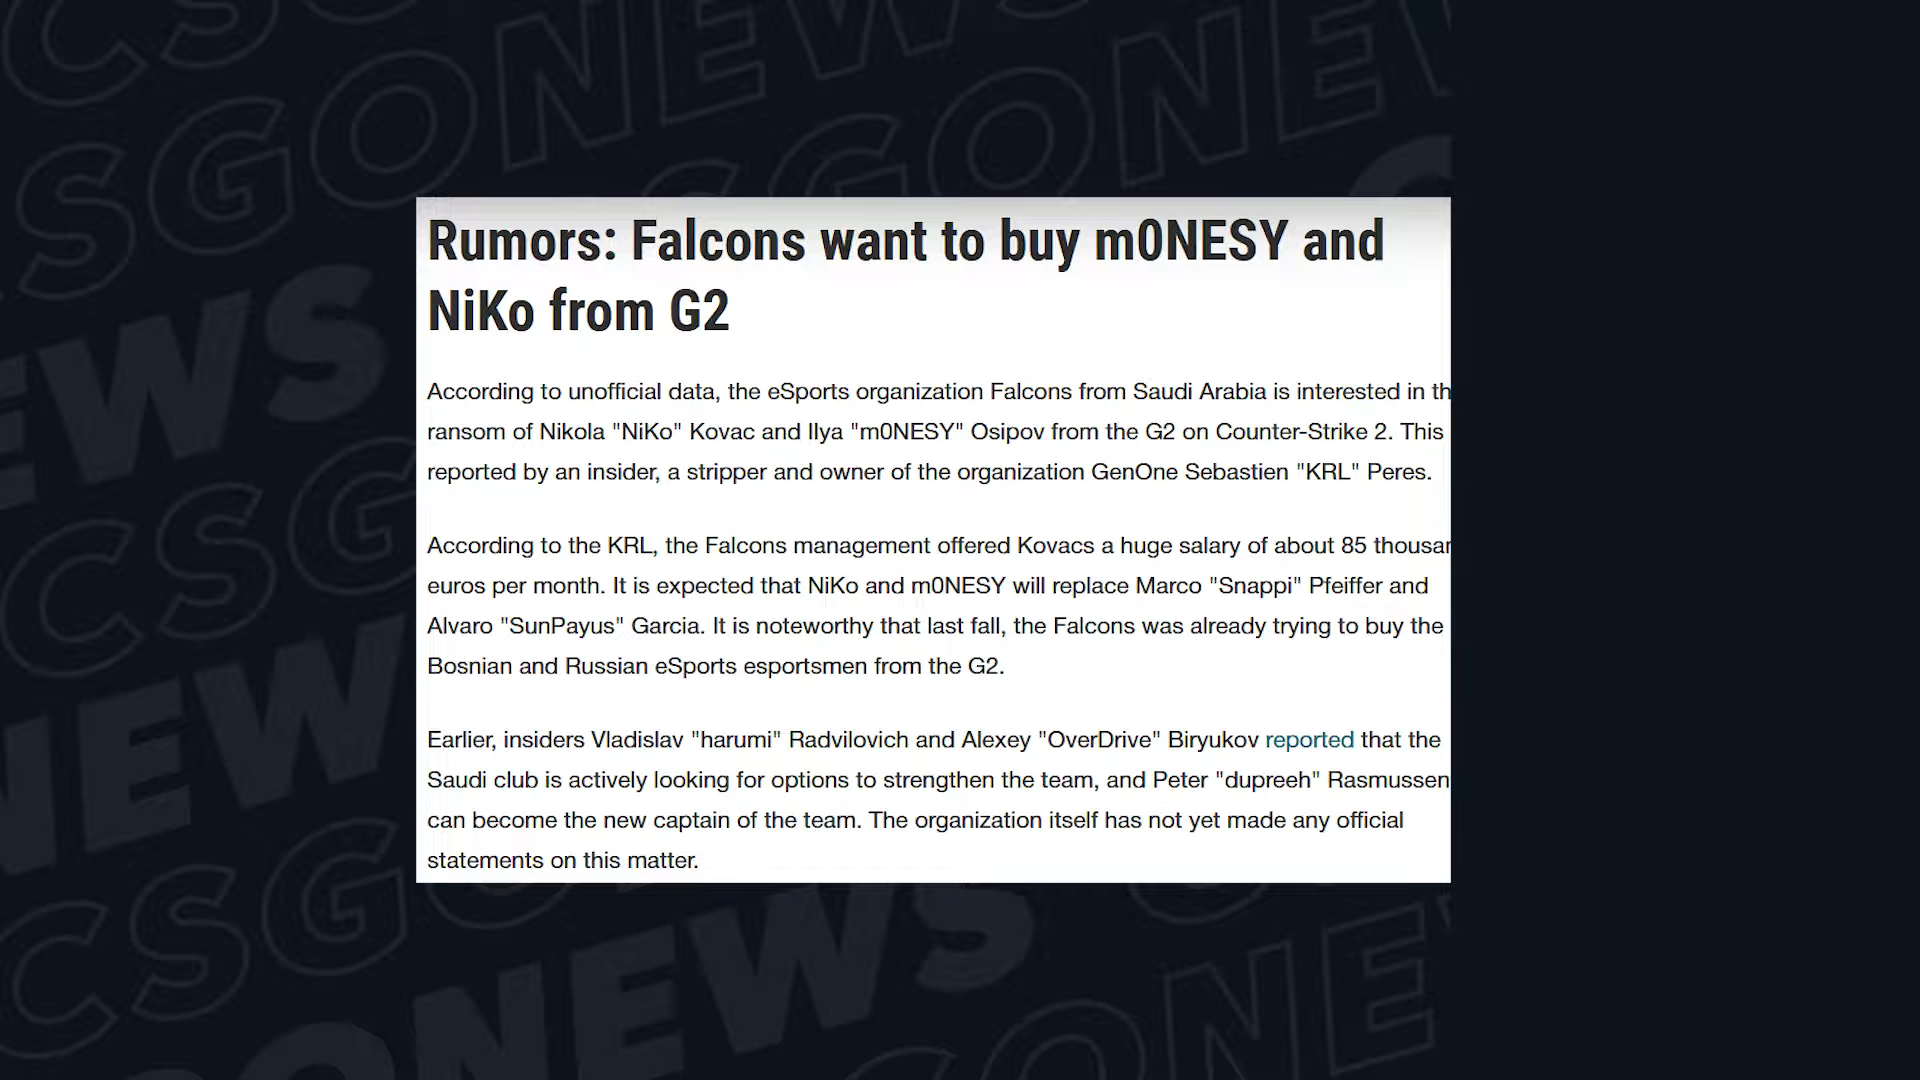 Rumors: Falcons want to buy m0NESY and
NiKo from G2
According to unofficial data, the eSports organization Falcons from Saudi Arabia is interested in th
ransom of Nikola "NiKo" Kovac and Ilya "m0NESY" Osipov from the G2 on Counter-Strike 2. This
reported by an insider, a stripper and owner of the organization GenOne Sebastien "KRL" Peres.
According to the KRL, the Falcons management offered Kovacs a huge salary of about 85 thousan
euros per month. It is expected that NiKo and m0NESY will replace Marco "Snappi" Pfeiffer and
Alvaro "SunPayus" Garcia. It is noteworthy that last fall, the Falcons was already trying to buy the
Bosnian and Russian eSports esportsmen from the G2.
Earlier, insiders Vladislav "harumi" Radvilovich and Alexey "OverDrive" Biryukov reported that the
Saudi club is actively looking for options to strengthen the team, and Peter "dupreeh" Rasmussen
can become the new captain of the team. The organization itself has not yet made any official
statements on this matter.
CSGONEWS